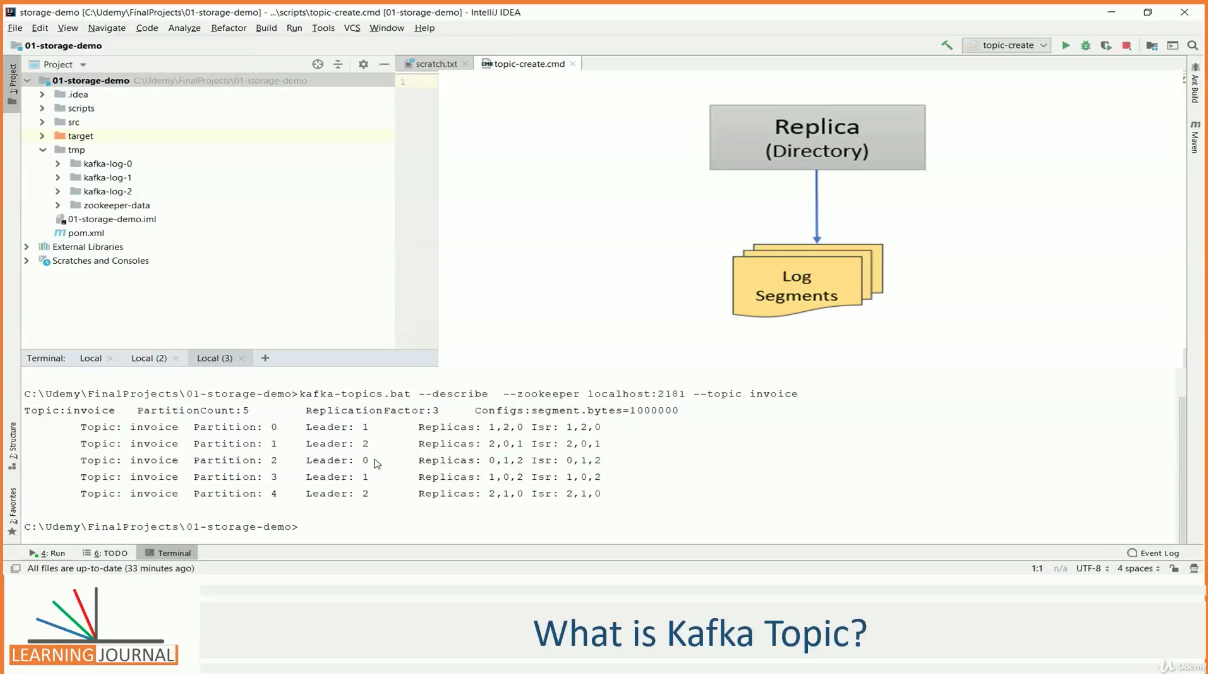 storage-demo [C:\Udemy\FinalProjects\01-storage-demo] - ...\scripts\topic-create.cmd [01-storage-demo] - IntelliJ IDEA
File Edit View Navigate Code Analyze Refactor Build Run Tools VCS Window Help
01-storage-demo
topic-create
Project
scratch.txt
topic-create.cmd
1: Project
Ant Build
Maven
01-storage-demo C:\Udemy\FinalProjects\01-storage-demo
1
.idea
scripts
src
target
tmp
kafka-log-0
kafka-log-1
kafka-log-2
zookeeper-data
01-storage-demo.iml
pom.xml
External Libraries
Scratches and Consoles
Replica
(Directory)
Log
Segments
Terminal: Local Local (2) Local (3) +
C:\Udemy\FinalProjects\01-storage-demo>kafka-topics.bat --describe --zookeeper localhost:2181 --topic invoice
Topic:invoice PartitionCount:5 ReplicationFactor:3 Configs:segment.bytes=1000000
Topic: invoice Partition: 0 Leader: 1 Replicas: 1,2,0 Isr: 1,2,0
Topic: invoice Partition: 1 Leader: 2 Replicas: 2,0,1 Isr: 2,0,1
Topic: invoice Partition: 2 Leader: 0 Replicas: 0,1,2 Isr: 0,1,2
Topic: invoice Partition: 3 Leader: 1 Replicas: 1,0,2 Isr: 1,0,2
Topic: invoice Partition: 4 Leader: 2 Replicas: 2,1,0 Isr: 2,1,0
C:\Udemy\FinalProjects\01-storage-demo>
7: Structure
2: Favorites
4: Run 6: TODO Terminal
Event Log
All files are up-to-date (33 minutes ago)
1:1 n/a UTF-8 4 spaces
LEARNING JOURNAL
What is Kafka Topic?
Udemy